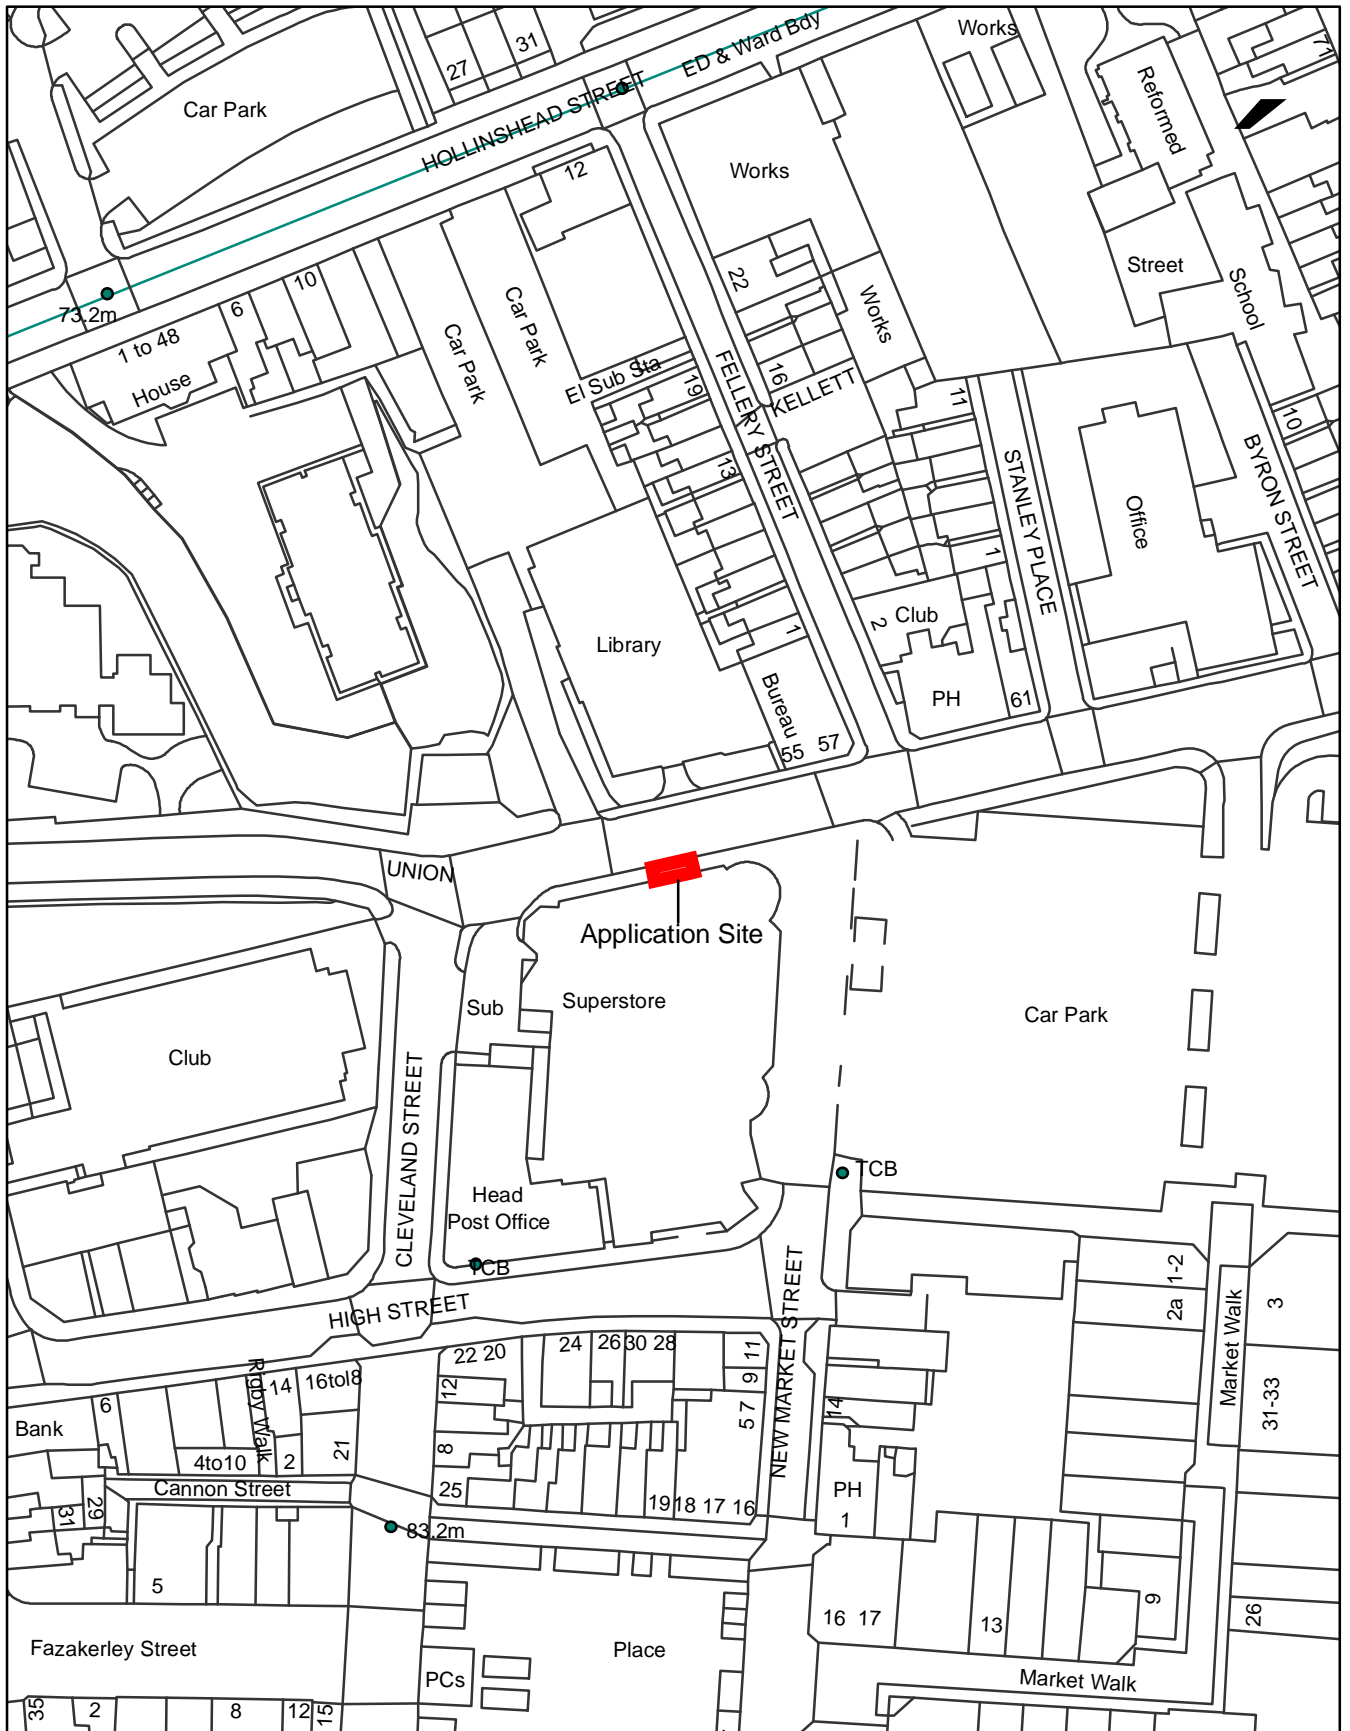 Works
31
27
ED & Ward Bdy
71
Car Park
HOLLINSHEAD STREET
Reformed
12
Works
22
Street
School
73.2m
10
6
1 to 48
House
Car Park
Car Park
Works
El Sub Sta
19
16
KELLETT
11
10
FELLERY STREET
13
STANLEY PLACE
Office
BYRON STREET
1
2
Club
Library
1
Bureau
PH
61
55
57
UNION
Application Site
Sub
Superstore
Car Park
Club
CLEVELAND STREET
TCB
Head
Post Office
TCB
1-2
2a
3
Market Walk
HIGH STREET
NEW MARKET STREET
22 20
24
26
30
28
11
9
5 7
Rigby Walk
14
16to18
12
14
31-33
6
Bank
4to10
2
21
8
25
19
18
17
16
PH
1
Cannon Street
31
29
83.2m
5
16
17
13
9
26
Fazakerley Street
Place
PCs
Market Walk
35
2
8
12
15